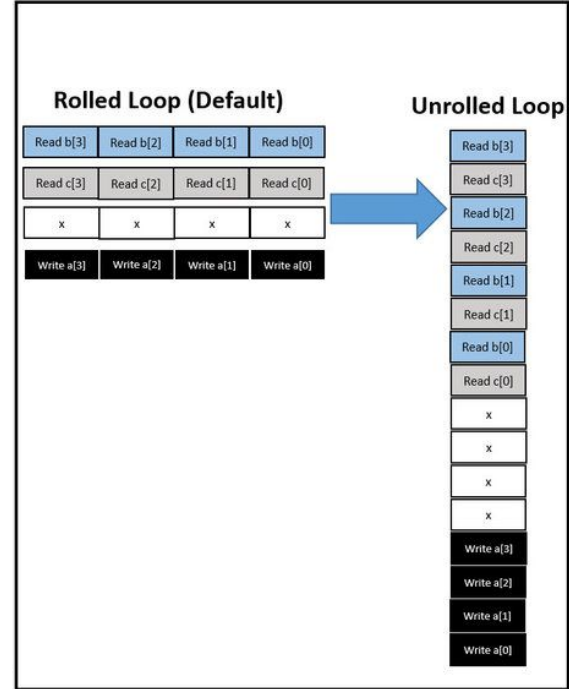 Rolled Loop (Default)
Read b[3] Read b[2] Read b[1] Read b[0]
Read c[3] Read c[2] Read c[1] Read c[0]
x x x x
Write a[3] Write a[2] Write a[1] Write a[0]
Unrolled Loop
Read b[3]
Read c[3]
Read b[2]
Read c[2]
Read b[1]
Read c[1]
Read b[0]
Read c[0]
x
x
x
x
Write a[3]
Write a[2]
Write a[1]
Write a[0]